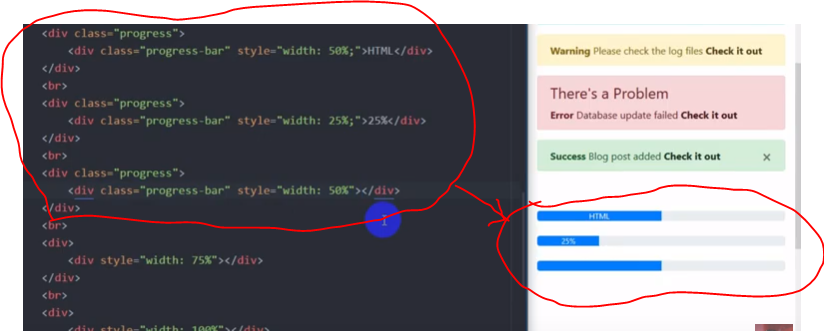 <div class="progress">
<div class="progress-bar" style="width: 50%;">HTML</div>
</div>
<br>
<div class="progress">
<div class="progress-bar" style="width: 25%;">25%</div>
</div>
<br>
<div class="progress">
<div class="progress-bar" style="width: 50%"></div>
</div>
<br>
<div>
<div style="width: 75%"></div>
</div>
<br>
<div>
<div style="width: 100%"></div>
Warning Please check the log files Check it out
There's a Problem
Error Database update failed Check it out
Success Blog post added Check it out ×
HTML
25%